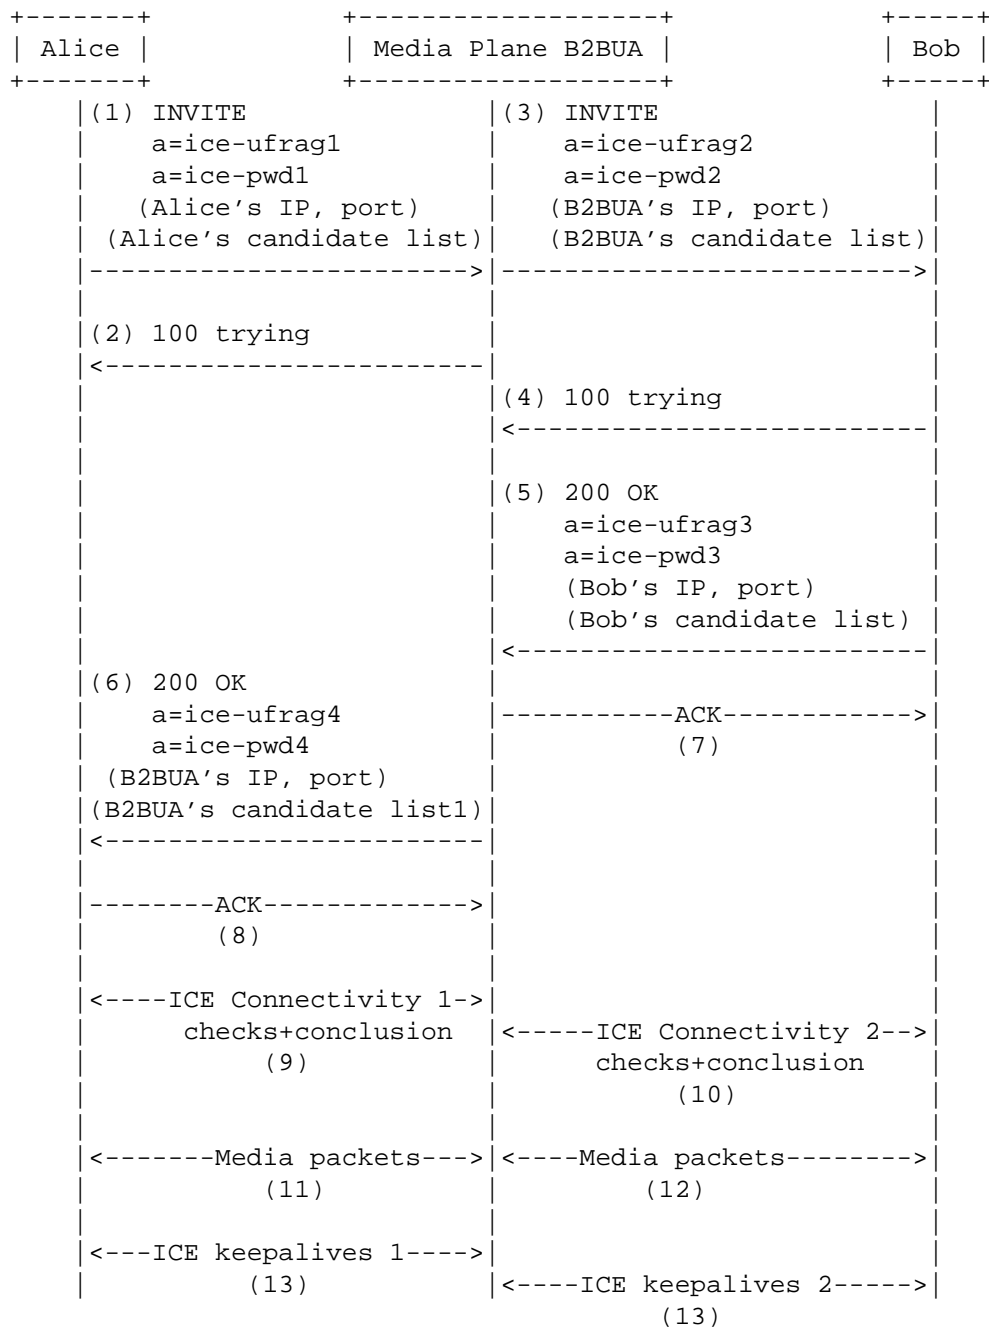 +-------+ +-------------------+ +-----+
| Alice | | Media Plane B2BUA | | Bob |
+-------+ +-------------------+ +-----+
|(1) INVITE |(3) INVITE |
| a=ice-ufrag1 | a=ice-ufrag2 |
| a=ice-pwd1 | a=ice-pwd2 |
| (Alice's IP, port) | (B2BUA's IP, port) |
| (Alice's candidate list)| (B2BUA's candidate list)|
|------------------------>|-------------------------->|
| | |
|(2) 100 trying | |
|<------------------------| |
| |(4) 100 trying |
| |<--------------------------|
| | |
| |(5) 200 OK |
| | a=ice-ufrag3 |
| | a=ice-pwd3 |
| | (Bob's IP, port) |
| | (Bob's candidate list) |
| |<--------------------------|
|(6) 200 OK | |
| a=ice-ufrag4 |-----------ACK------------>|
| a=ice-pwd4 | (7) |
| (B2BUA's IP, port) | |
|(B2BUA's candidate list1)| |
|<------------------------| |
| | |
|--------ACK------------->| |
| (8) | |
| | |
|<----ICE Connectivity 1->| |
| checks+conclusion |<-----ICE Connectivity 2-->|
| (9) | checks+conclusion |
| | (10) |
| | |
|<-------Media packets--->|<----Media packets-------->|
| (11) | (12) |
| | |
|<---ICE keepalives 1---->| |
| (13) |<----ICE keepalives 2----->|
(13)